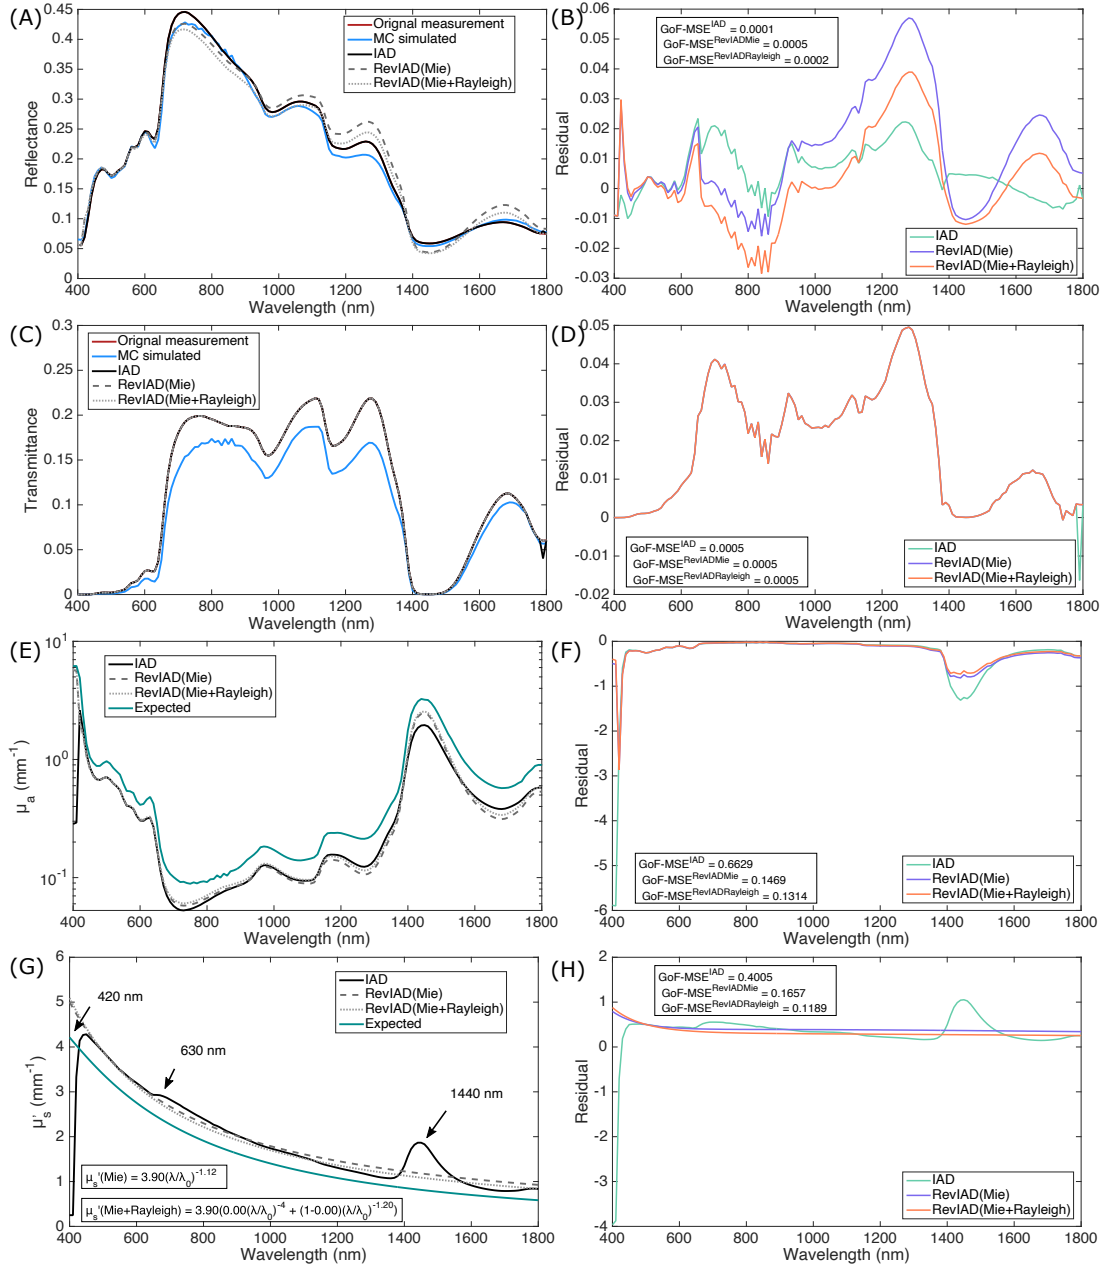 (A)
Orignal measurement
MC simulated
IAD
RevIAD(Mie)
RevIAD(Mie+Rayleigh)
0.45
0.4
0.35
0.3
0.25
0.2
0.15
0.1
0.05
0
Reflectance
400 600 800 1000 1200 1400 1600 1800
Wavelength (nm)
(B)
GoF-MSE^IAD = 0.0001
GoF-MSE^RevIADMie = 0.0005
GoF-MSE^RevIADRayleigh = 0.0002
0.06
0.05
0.04
0.03
0.02
0.01
0
-0.01
-0.02
-0.03
Residual
IAD
RevIAD(Mie)
RevIAD(Mie+Rayleigh)
400 600 800 1000 1200 1400 1600 1800
Wavelength (nm)
(C)
Orignal measurement
MC simulated
IAD
RevIAD(Mie)
RevIAD(Mie+Rayleigh)
0.3
0.25
0.2
0.15
0.1
0.05
0
Transmittance
400 600 800 1000 1200 1400 1600 1800
Wavelength (nm)
(D)
0.05
0.04
0.03
0.02
0.01
0
-0.01
-0.02
Residual
GoF-MSE^IAD = 0.0005
GoF-MSE^RevIADMie = 0.0005
GoF-MSE^RevIADRayleigh = 0.0005
IAD
RevIAD(Mie)
RevIAD(Mie+Rayleigh)
400 600 800 1000 1200 1400 1600 1800
Wavelength (nm)
(E)
IAD
RevIAD(Mie)
RevIAD(Mie+Rayleigh)
Expected
10^1
10^0
10^-1
μ_a (mm^-1)
400 600 800 1000 1200 1400 1600 1800
Wavelength (nm)
(F)
0
-1
-2
-3
-4
-5
-6
Residual
GoF-MSE^IAD = 0.6629
GoF-MSE^RevIADMie = 0.1469
GoF-MSE^RevIADRayleigh = 0.1314
IAD
RevIAD(Mie)
RevIAD(Mie+Rayleigh)
400 600 800 1000 1200 1400 1600 1800
Wavelength (nm)
(G)
IAD
RevIAD(Mie)
RevIAD(Mie+Rayleigh)
Expected
420 nm
630 nm
1440 nm
6
5
4
3
2
1
0
μ_s' (mm^-1)
μ_s'(Mie) = 3.90(λ/λ_0)^-1.12
μ_s'(Mie+Rayleigh) = 3.90(0.00(λ/λ_0)^-4 + (1-0.00)(λ/λ_0)^-1.20)
400 600 800 1000 1200 1400 1600 1800
Wavelength (nm)
(H)
GoF-MSE^IAD = 0.4005
GoF-MSE^RevIADMie = 0.1657
GoF-MSE^RevIADRayleigh = 0.1189
2
1
0
-1
-2
-3
-4
Residual
IAD
RevIAD(Mie)
RevIAD(Mie+Rayleigh)
400 600 800 1000 1200 1400 1600 1800
Wavelength (nm)